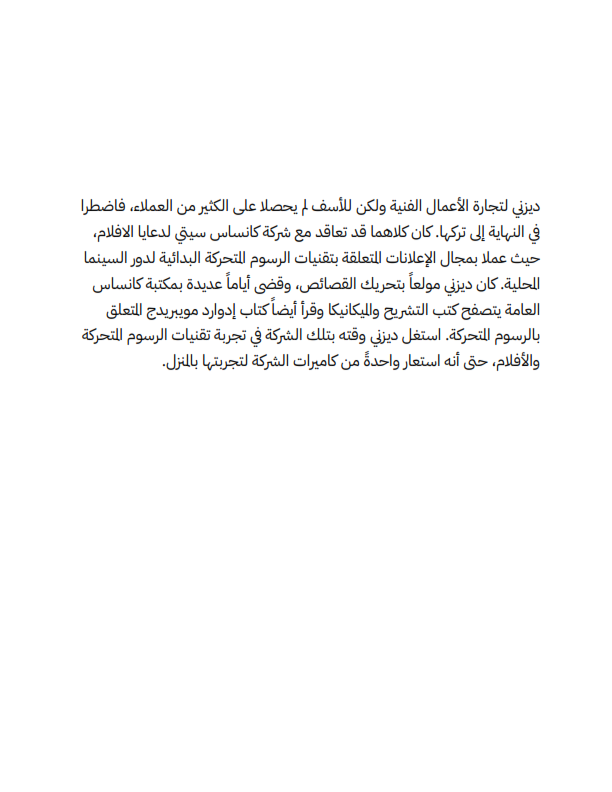 ديزني لتجارة الأعمال الفنية ولكن للأسف لم يحصلا على الكثير من العملاء، فاضطرا
في النهاية إلى تركها. كان كلاهما قد تعاقد مع شركة كانساس سيتي لدعايا الافلام،
حيث عملا بمجال الإعلانات المتعلقة بتقنيات الرسوم المتحركة البدائية لدور السينما
المحلية. كان ديزني مولعاً بتحريك القصائص، وقضى أياماً عديدة بمكتبة كانساس
العامة يتصفح كتب التشريح والميكانيكا وقرأ أيضاً كتاب إدوارد مويبريدج المتعلق
بالرسوم المتحركة. استغل ديزني وقته بتلك الشركة في تجربة تقنيات الرسوم المتحركة
والأفلام، حتى أنه استعار واحدةً من كاميرات الشركة لتجربتها بالمنزل.